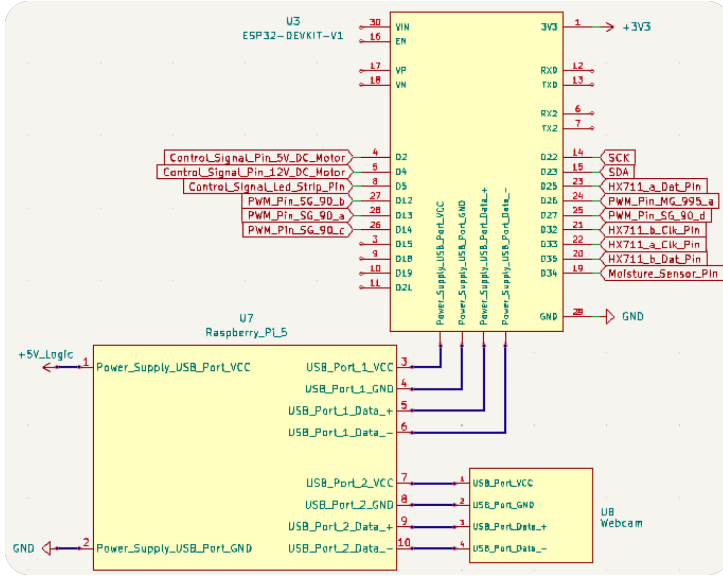 U3
ESP32-DEVKIT-V1
30 VIN
16 EN
17 VP
18 VN
Control_Signal_Pin_5V_DC_Motor 4 D2
Control_Signal_Pin_12V_DC_Motor 5 D4
Control_Signal_Led_Strip_Pin 8 D5
PWM_Pin_SG_90_b 27 D12
PWM_Pin_SG_90_a 28 D13
PWM_Pin_SG_90_c 26 D14
3 D15
9 D18
10 D19
11 D21
3V3 1 +3V3
RX0 12
TX0 13
RX2 6
TX2 7
D22 14 SCK
D23 15 SDA
D25 23 HX711_a_Dat_Pin
D26 24 PWM_Pin_MG_995_a
D27 25 PWM_Pin_SG_90_d
D32 21 HX711_b_Clk_Pin
D33 22 HX711_a_Clk_Pin
D35 20 HX711_b_Dat_Pin
D34 19 Moisture_Sensor_Pin
GND 28 GND
Power_Supply_USB_Port_VCC
Power_Supply_USB_Port_GND
Power_Supply_USB_Port_Data_+
Power_Supply_USB_Port_Data_-
U7
Raspberry_Pi_5
+5V_Logic 1 Power_Supply_USB_Port_VCC
GND 2 Power_Supply_USB_Port_GND
USB_Port_1_VCC 3
USB_Port_1_GND 4
USB_Port_1_Data_+ 5
USB_Port_1_Data_- 6
USB_Port_2_VCC 7
USB_Port_2_GND 8
USB_Port_2_Data_+ 9
USB_Port_2_Data_- 10
1 USB_Port_VCC
2 USB_Port_GND
3 USB_Port_Data_+
4 USB_Port_Data_-
U8
Webcam